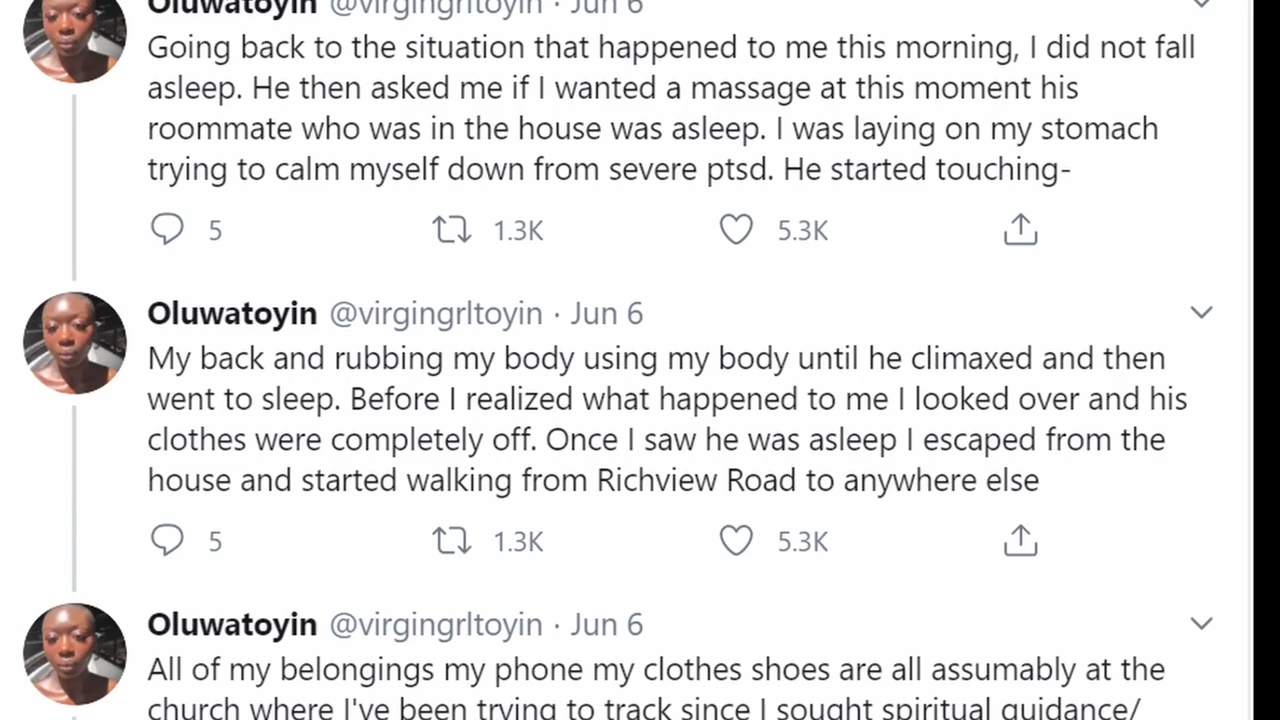 Oluwatoyin @virgingrltoyin · Jun 6
Going back to the situation that happened to me this morning, I did not fall
asleep. He then asked me if I wanted a massage at this moment his
roommate who was in the house was asleep. I was laying on my stomach
trying to calm myself down from severe ptsd. He started touching-
5 1.3K 5.3K
Oluwatoyin @virgingrltoyin · Jun 6
My back and rubbing my body using my body until he climaxed and then
went to sleep. Before I realized what happened to me I looked over and his
clothes were completely off. Once I saw he was asleep I escaped from the
house and started walking from Richview Road to anywhere else
5 1.3K 5.3K
Oluwatoyin @virgingrltoyin · Jun 6
All of my belongings my phone my clothes shoes are all assumably at the
church where I've been trying to track since I sought spiritual guidance/